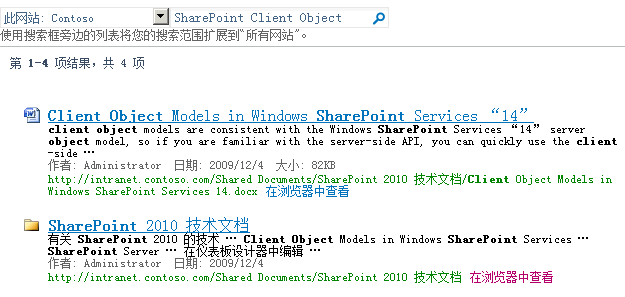 此网站: Contoso SharePoint Client Object
使用搜索框旁边的列表将您的搜索范围扩展到“所有网站”。
第 1-4 项结果，共 4 项
Client Object Models in Windows SharePoint Services “14”
client object models are consistent with the Windows SharePoint Services “14” server
object model, so if you are familiar with the server-side API, you can quickly use the client
-side …
作者: Administrator 日期: 2009/12/4 大小: 82KB
http://intranet.contoso.com/Shared Documents/SharePoint 2010 技术文档/Client Object Models in
Windows SharePoint Services 14.docx 在浏览器中查看
SharePoint 2010 技术文档
有关 SharePoint 2010 的技术 … Client Object Models in Windows SharePoint Services …
SharePoint Server … 在仪表板设计器中编辑 …
作者: Administrator 日期: 2009/12/4
http://intranet.contoso.com/Shared Documents/SharePoint 2010 技术文档 在浏览器中查看